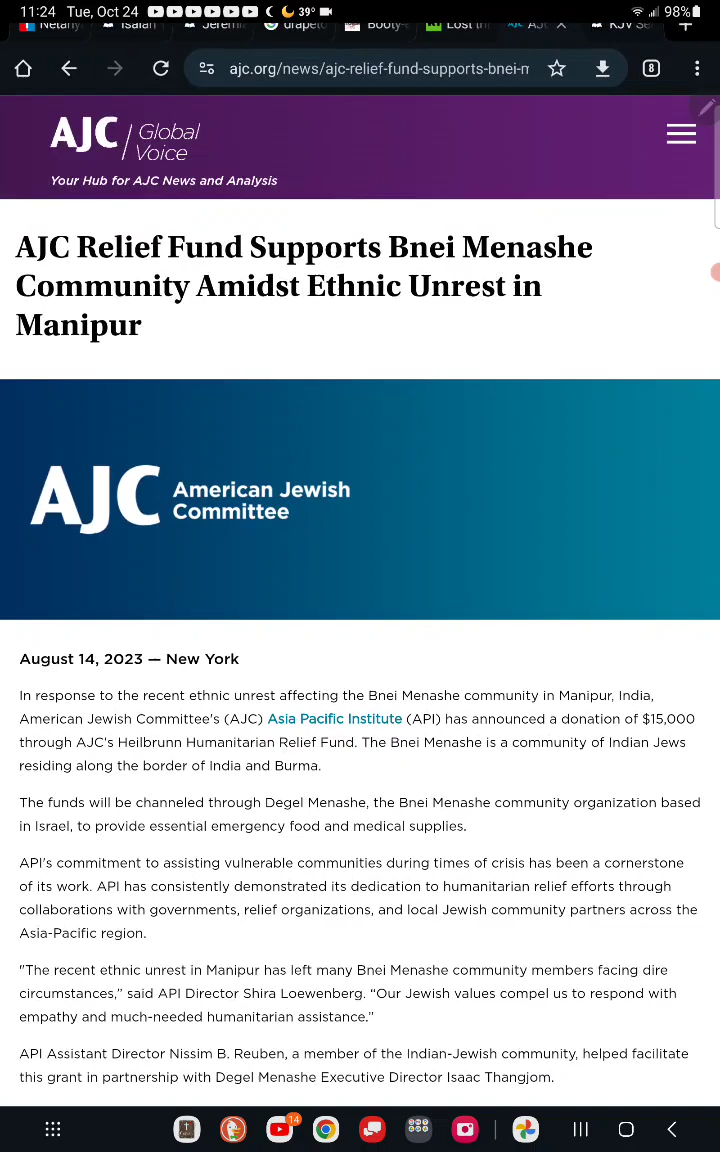 11:24 Tue, Oct 24 39° 98%
Netany Isaiah Jeremi drapeto Booty- Lost th AJC KJV Se
ajc.org/news/ajc-relief-fund-supports-bnei-m 8
AJC Global
Voice
Your Hub for AJC News and Analysis
AJC Relief Fund Supports Bnei Menashe
Community Amidst Ethnic Unrest in
Manipur
AJC American Jewish
Committee
August 14, 2023 — New York
In response to the recent ethnic unrest affecting the Bnei Menashe community in Manipur, India,
American Jewish Committee's (AJC) Asia Pacific Institute (API) has announced a donation of $15,000
through AJC's Heilbrunn Humanitarian Relief Fund. The Bnei Menashe is a community of Indian Jews
residing along the border of India and Burma.
The funds will be channeled through Degel Menashe, the Bnei Menashe community organization based
in Israel, to provide essential emergency food and medical supplies.
API's commitment to assisting vulnerable communities during times of crisis has been a cornerstone
of its work. API has consistently demonstrated its dedication to humanitarian relief efforts through
collaborations with governments, relief organizations, and local Jewish community partners across the
Asia-Pacific region.
"The recent ethnic unrest in Manipur has left many Bnei Menashe community members facing dire
circumstances,” said API Director Shira Loewenberg. “Our Jewish values compel us to respond with
empathy and much-needed humanitarian assistance.”
API Assistant Director Nissim B. Reuben, a member of the Indian-Jewish community, helped facilitate
this grant in partnership with Degel Menashe Executive Director Isaac Thangjom.
14